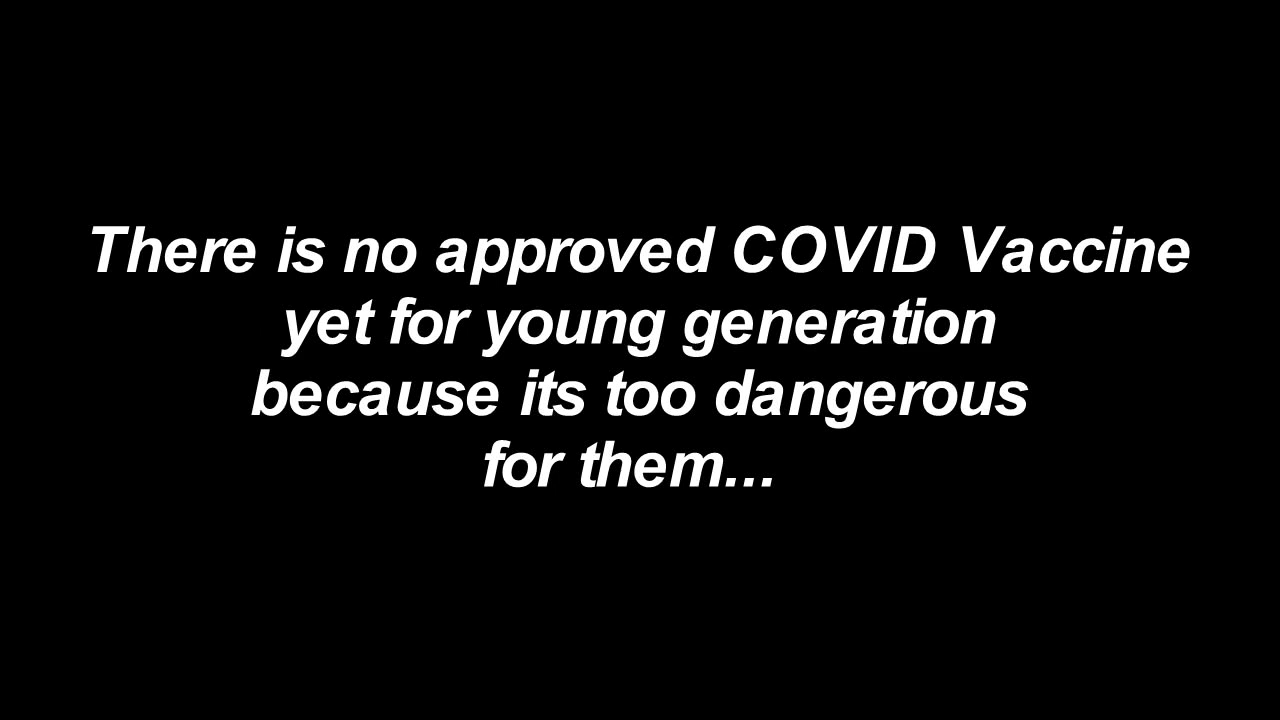 There is no approved COVID Vaccine
yet for young generation
because its too dangerous
for them...